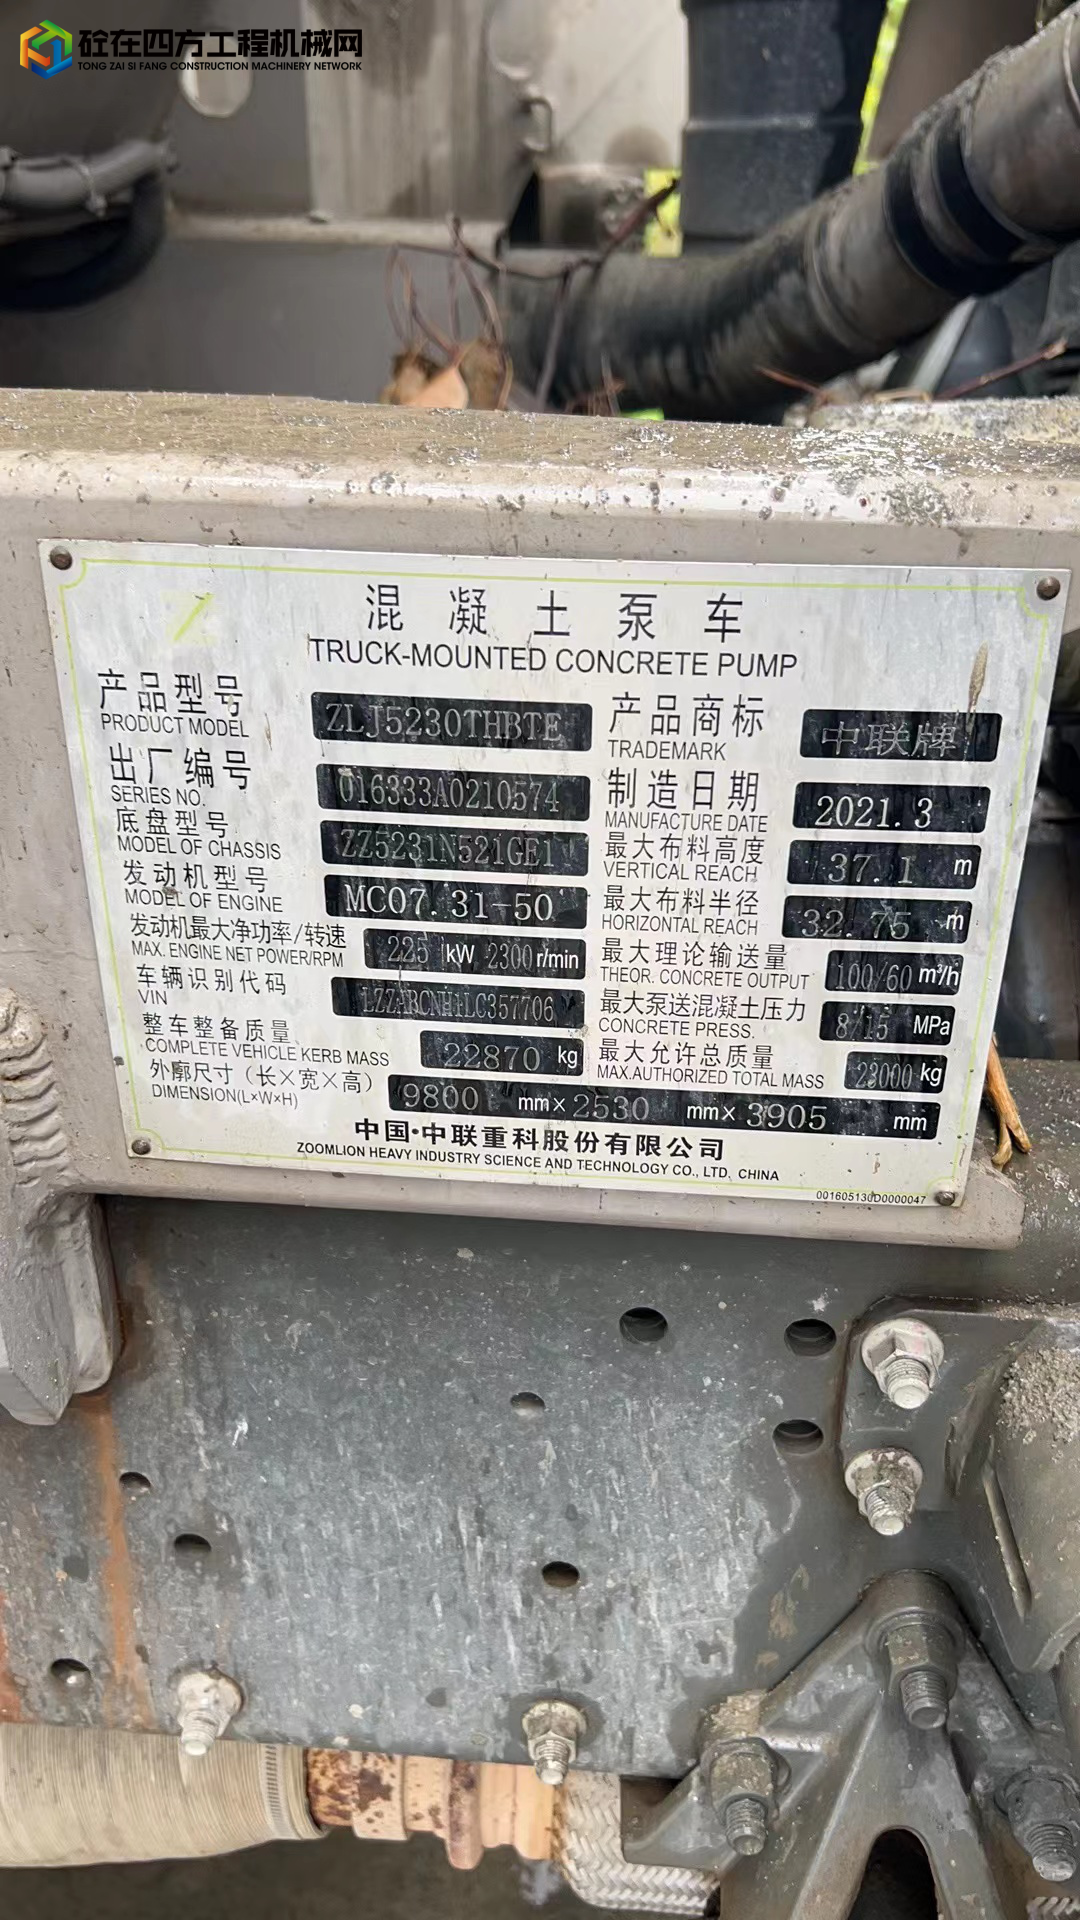 砼在四方工程机械网
TONG ZAI SI FANG CONSTRUCTION MACHINERY NETWORK
混凝土泵车
TRUCK-MOUNTED CONCRETE PUMP
产品型号 ZLJ5230THBTE 产品商标 中联牌
PRODUCT MODEL TRADEMARK
出厂编号 016333A0210574 制造日期 2021.3
SERIES NO. MANUFACTURE DATE
底盘型号 ZZ5231N521GE1 最大布料高度 37.1 m
MODEL OF CHASSIS VERTICAL REACH
发动机型号 MC07.31-50 最大布料半径 32.75 m
MODEL OF ENGINE HORIZONTAL REACH
发动机最大净功率/转速 225 kW 2300 r/min 最大理论输送量 100/60 m³/h
MAX. ENGINE NET POWER/RPM THEOR. CONCRETE OUTPUT
车辆识别代码 LZZ1BCNH1LC357706 最大泵送混凝土压力 8/15 MPa
VIN CONCRETE PRESS.
整车整备质量 22870 kg 最大允许总质量 23000 kg
COMPLETE VEHICLE KERB MASS MAX.AUTHORIZED TOTAL MASS
外廓尺寸（长×宽×高） 9800 mm× 2530 mm× 3905 mm
DIMENSION(L×W×H)
中国·中联重科股份有限公司
ZOOMLION HEAVY INDUSTRY SCIENCE AND TECHNOLOGY CO., LTD. CHINA
001605130D0000047